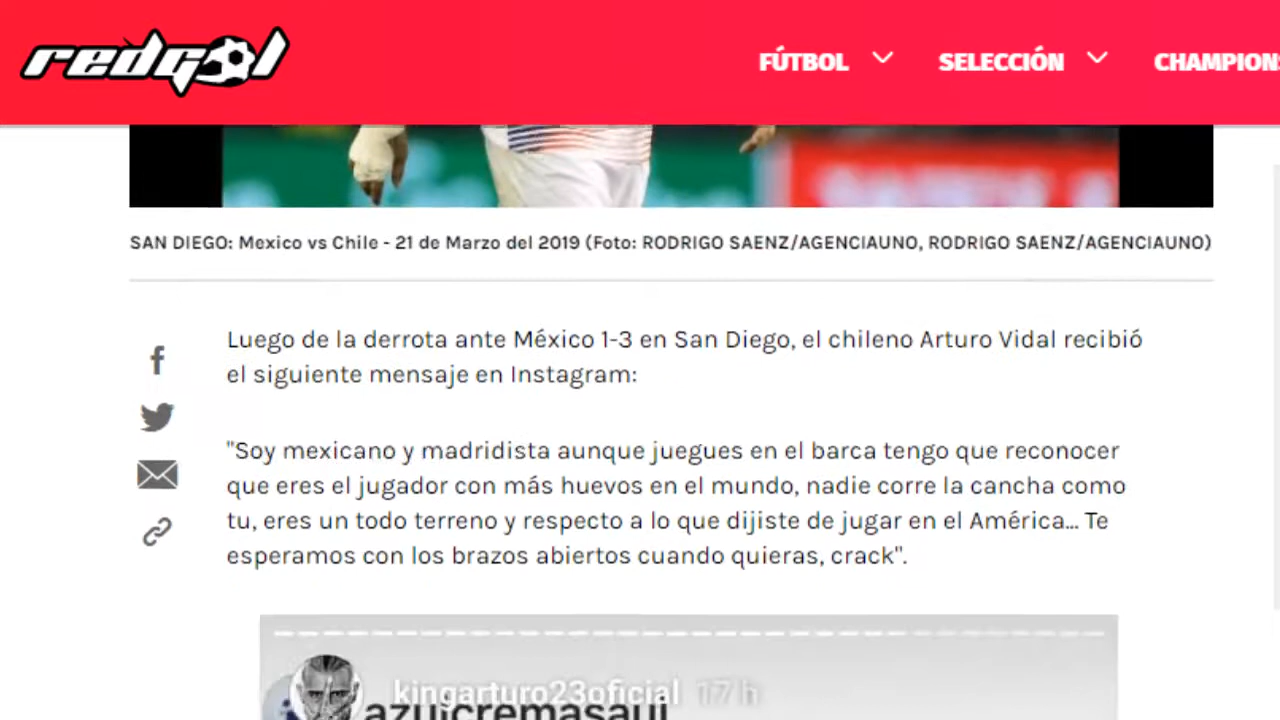 redgol
FÚTBOL SELECCIÓN CHAMPIONS
SAN DIEGO: Mexico vs Chile - 21 de Marzo del 2019 (Foto: RODRIGO SAENZ/AGENCIAUNO, RODRIGO SAENZ/AGENCIAUNO)
Luego de la derrota ante México 1-3 en San Diego, el chileno Arturo Vidal recibió
el siguiente mensaje en Instagram:
"Soy mexicano y madridista aunque juegues en el barca tengo que reconocer
que eres el jugador con más huevos en el mundo, nadie corre la cancha como
tu, eres un todo terreno y respecto a lo que dijiste de jugar en el América... Te
esperamos con los brazos abiertos cuando quieras, crack".
kingarturo23oficial 17 h
azulcremasaul